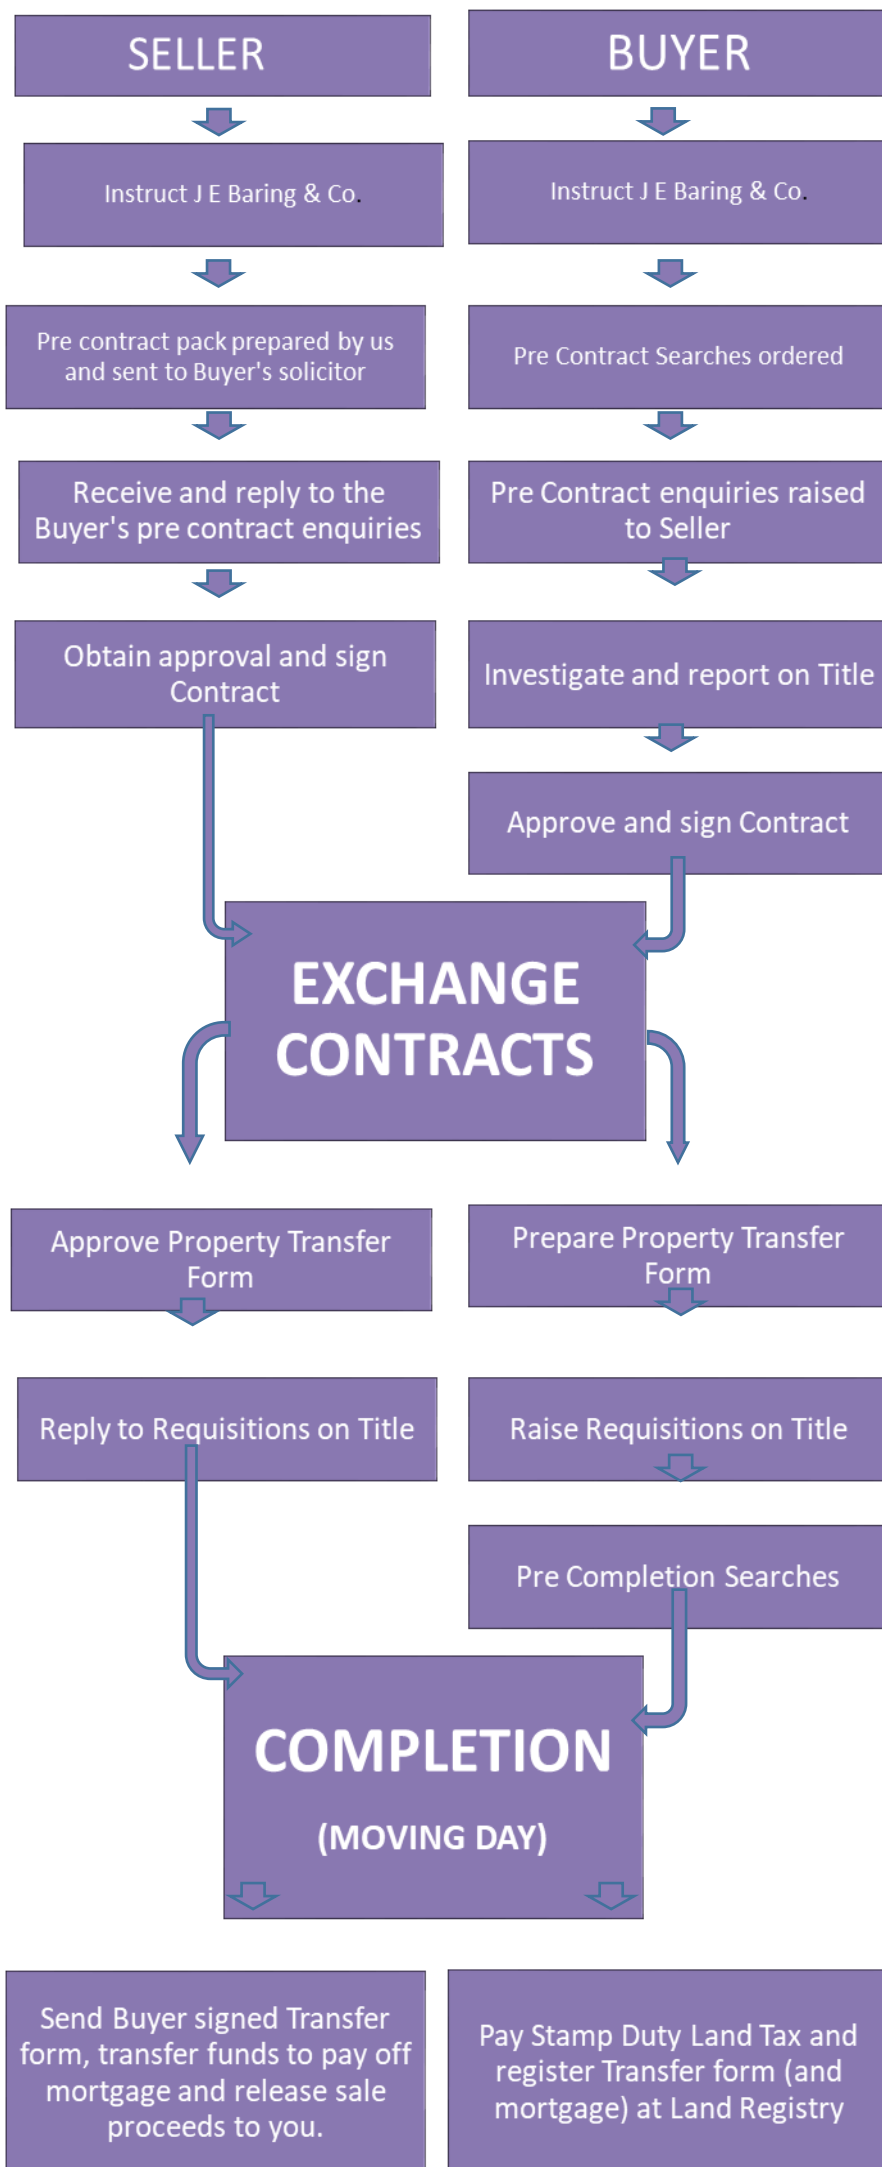 SELLER
BUYER
Instruct J E Baring & Co.
Instruct J E Baring & Co.
Pre contract pack prepared by us
and sent to Buyer's solicitor
Pre Contract Searches ordered
Receive and reply to the
Buyer's pre contract enquiries
Pre Contract enquiries raised
to Seller
Obtain approval and sign
Contract
Investigate and report on Title
Approve and sign Contract
EXCHANGE
CONTRACTS
Approve Property Transfer
Form
Prepare Property Transfer
Form
Reply to Requisitions on Title
Raise Requisitions on Title
Pre Completion Searches
COMPLETION
(MOVING DAY)
Send Buyer signed Transfer
form, transfer funds to pay off
mortgage and release sale
proceeds to you.
Pay Stamp Duty Land Tax and
register Transfer form (and
mortgage) at Land Registry